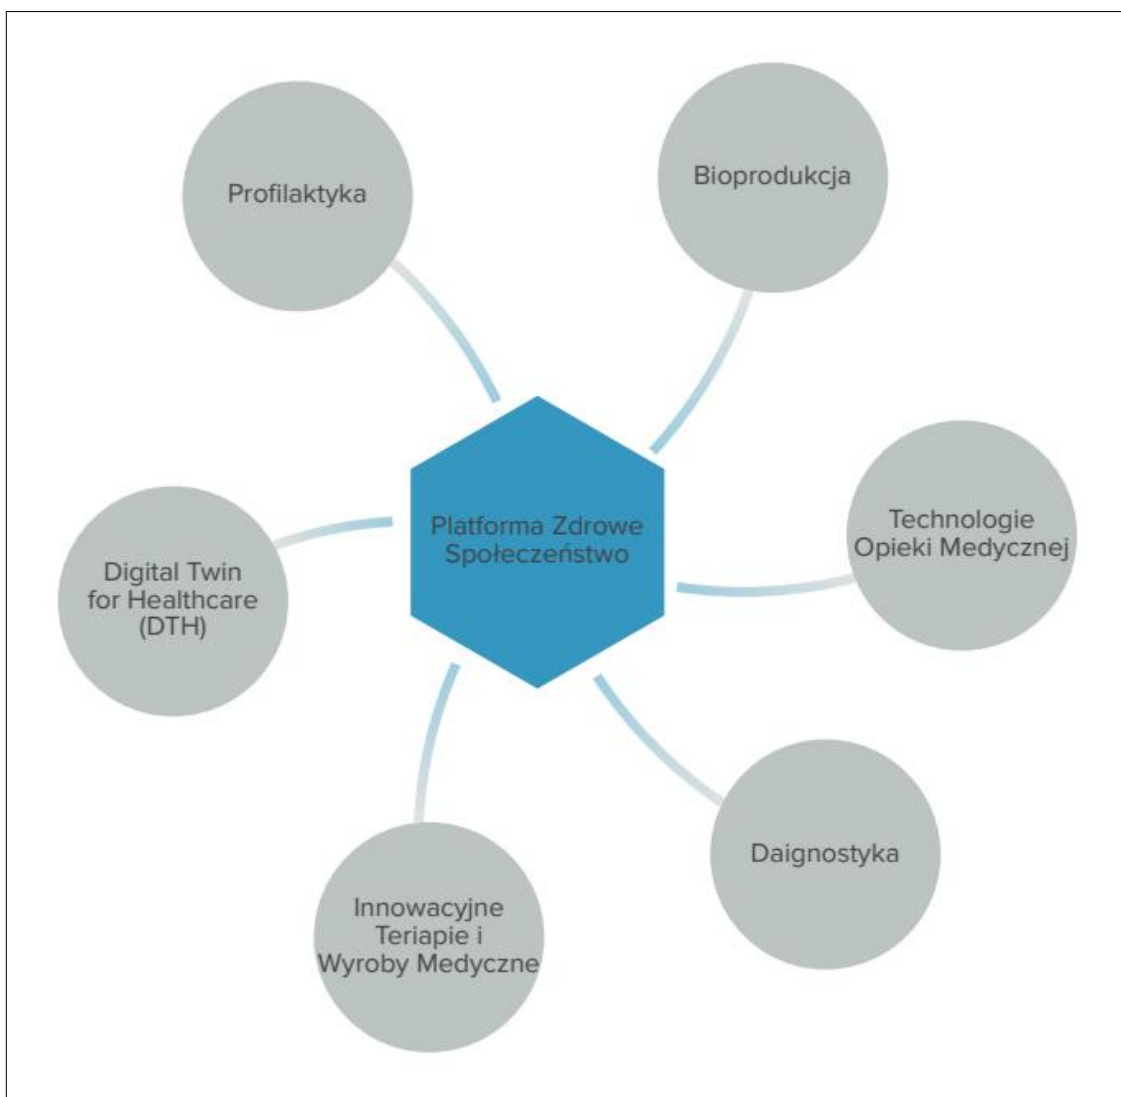 Profilaktyka
Bioprodukcja
Platforma Zdrowe
Społeczeństwo
Technologie
Opieki Medycznej
Digital Twin
for Healthcare
(DTH)
Daignostyka
Innowacyjne
Teriapie i
Wyroby Medyczne